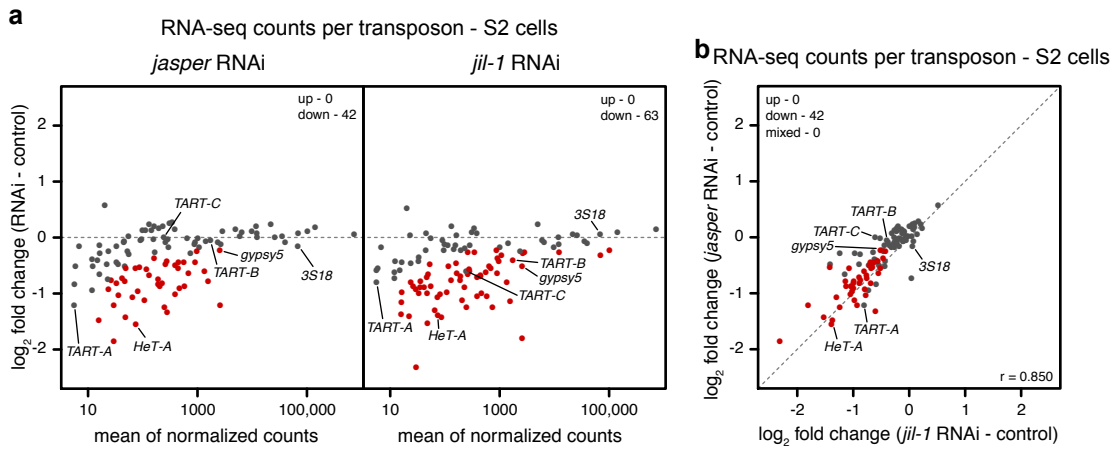 a
RNA-seq counts per transposon - S2 cells
jasper RNAi
jil-1 RNAi
log2 fold change (RNAi - control)
2
1
0
-1
-2
up - 0
down - 42
TART-C
gypsy5
TART-B
3S18
TART-A
HeT-A
10
1000
100,000
mean of normalized counts
up - 0
down - 63
3S18
TART-B
gypsy5
TART-C
TART-A
HeT-A
10
1000
100,000
mean of normalized counts
b
RNA-seq counts per transposon - S2 cells
log2 fold change (jasper RNAi - control)
2
1
0
-1
-2
up - 0
down - 42
mixed - 0
TART-B
TART-C
gypsy5
3S18
TART-A
HeT-A
r = 0.850
-2
-1
0
1
2
log2 fold change (jil-1 RNAi - control)